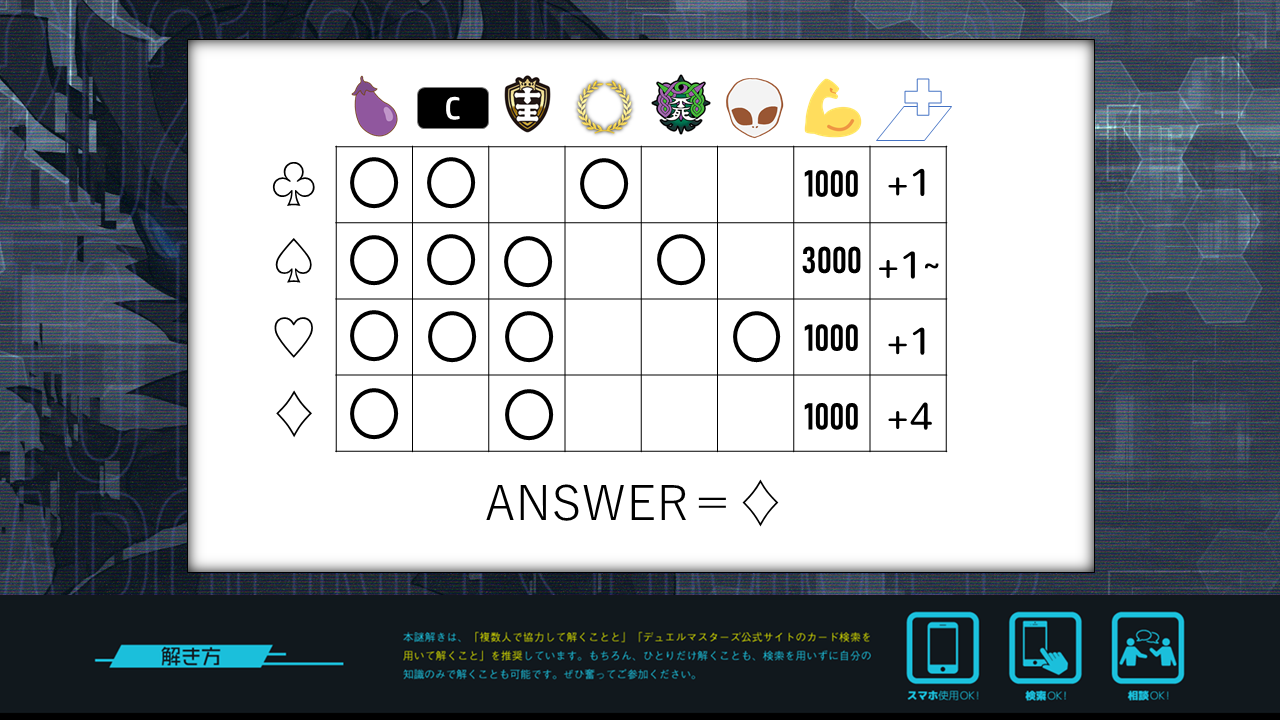 C
十王
不死
1000 +1
3000 +1~
1000 +1
1000 +4
ANSWER=♢
解き方
本謎解きは、「複数人で協力して解くことと」「デュエルマスターズ公式サイトのカード検索を
用いて解くこと」を推奨しています。もちろん、ひとりだけ解くことも、検索を用いずに自分の
知識のみで解くことも可能です。ぜひ奮ってご参加ください。
スマホ使用OK! 検索OK! 相談OK!